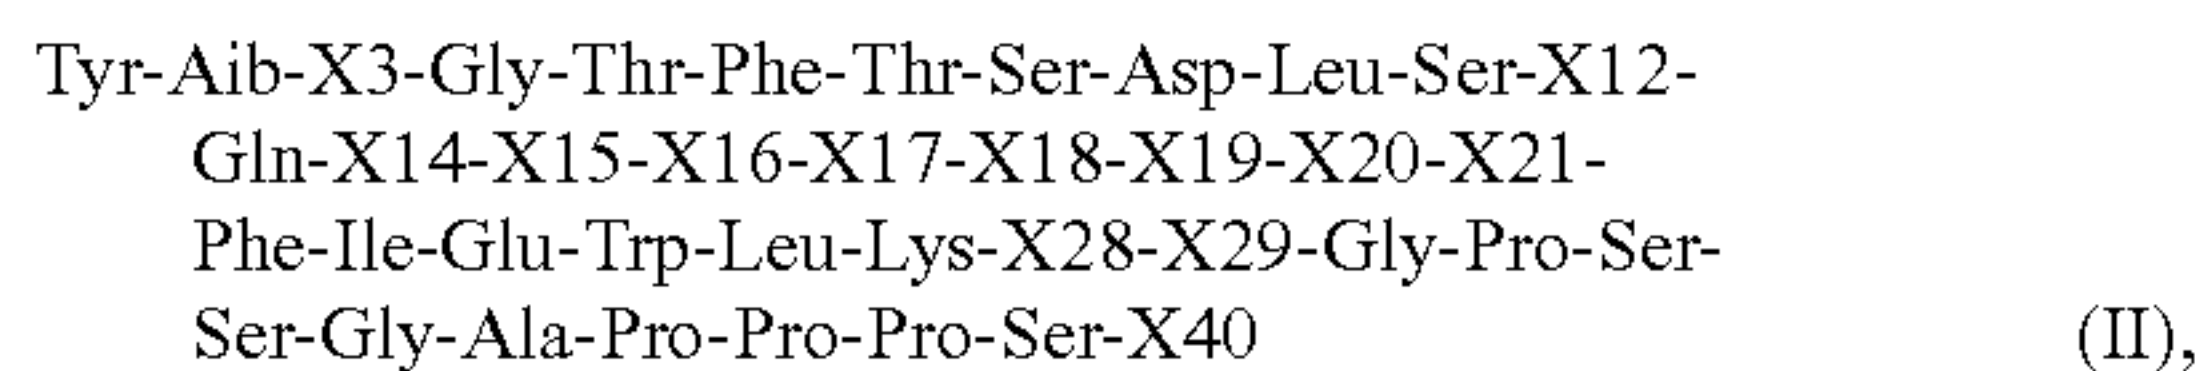 Tyr-Aib-X3-Gly-Thr-Phe-Thr-Ser-Asp-Leu-Ser-X12-
Gln-X14-X15-X16-X17-X18-X19-X20-X21-
Phe-Ile-Glu-Trp-Leu-Lys-X28-X29-Gly-Pro-Ser-
Ser-Gly-Ala-Pro-Pro-Pro-Ser-X40 (II),